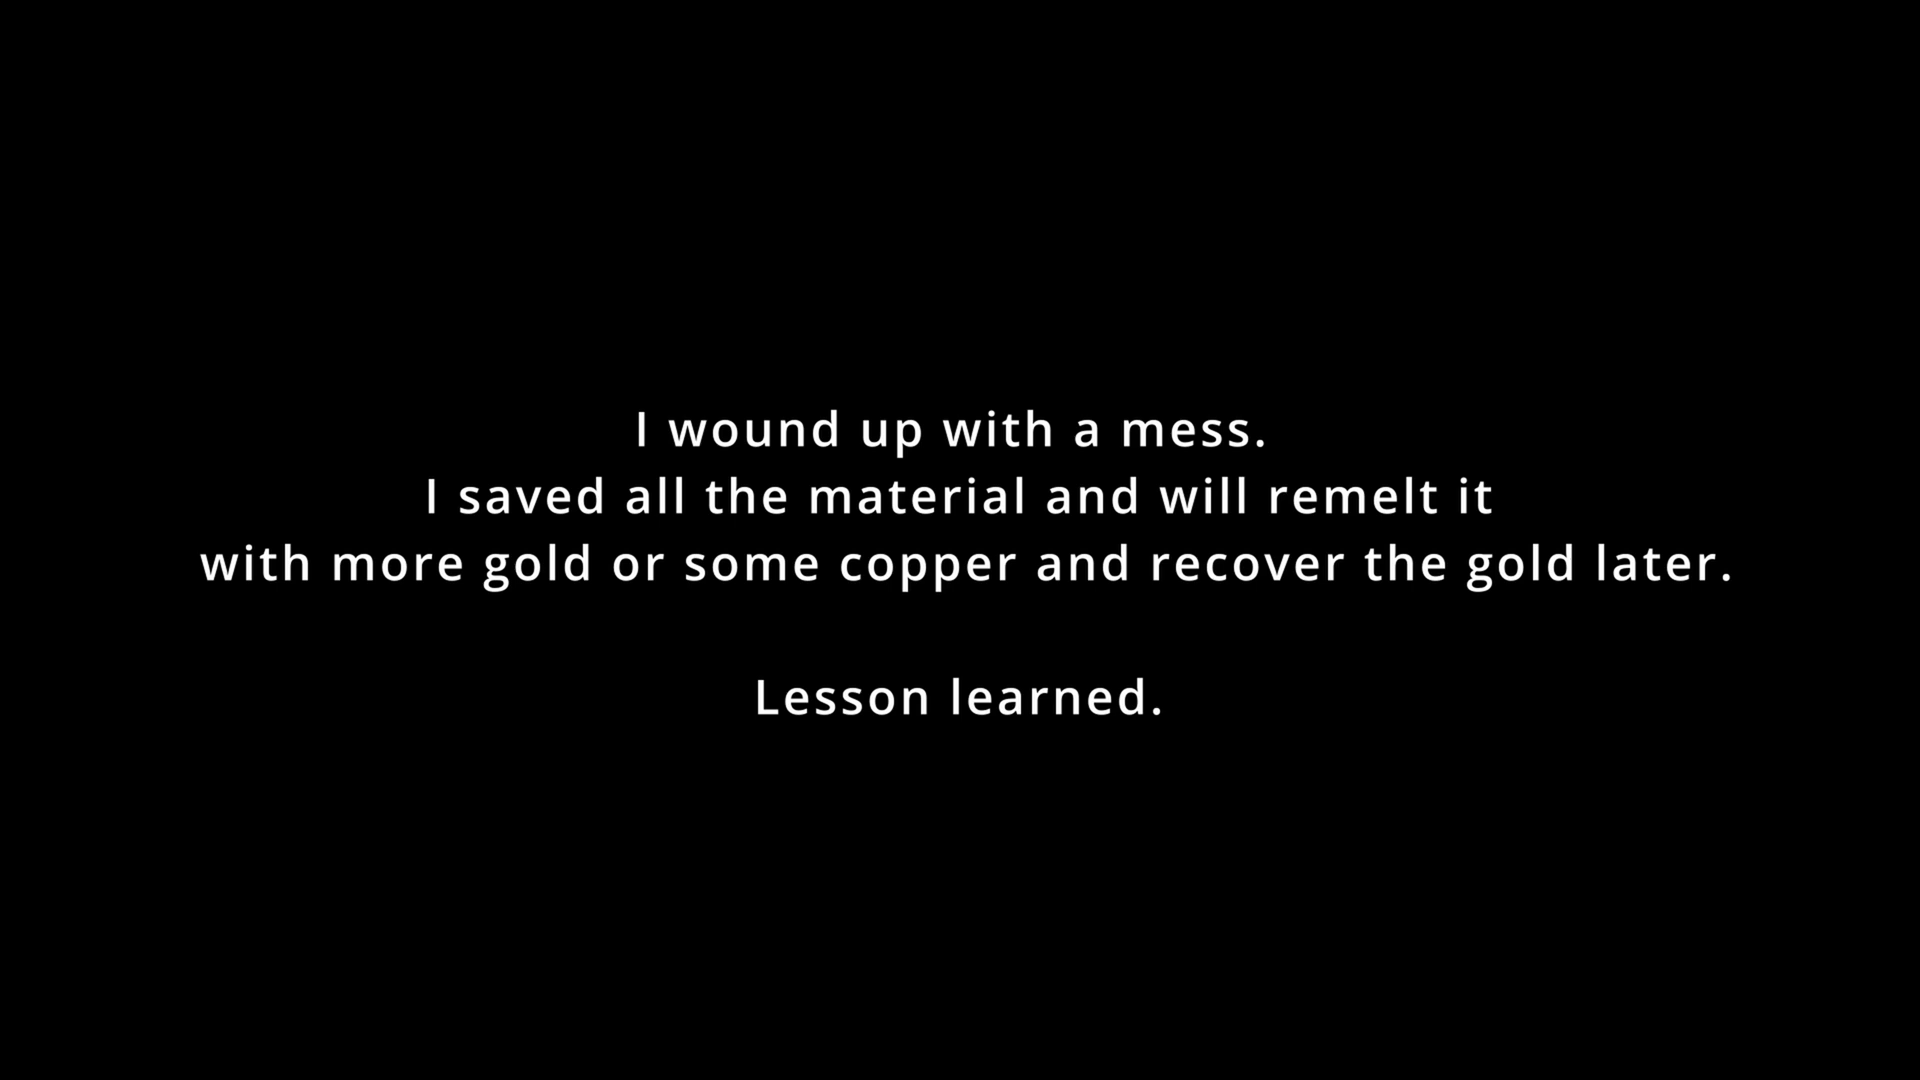 I wound up with a mess.
I saved all the material and will remelt it
with more gold or some copper and recover the gold later.
Lesson learned.